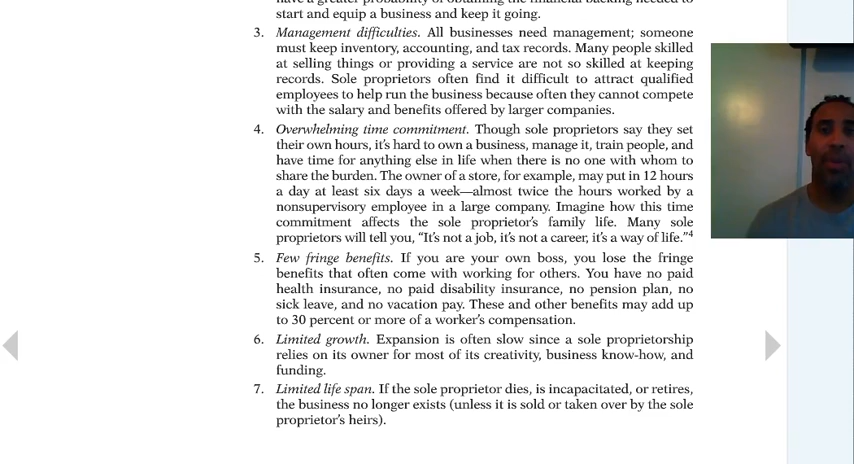 have a greater probability of obtaining the financial backing needed to
start and equip a business and keep it going.
3. Management difficulties. All businesses need management; someone
must keep inventory, accounting, and tax records. Many people skilled
at selling things or providing a service are not so skilled at keeping
records. Sole proprietors often find it difficult to attract qualified
employees to help run the business because often they cannot compete
with the salary and benefits offered by larger companies.
4. Overwhelming time commitment. Though sole proprietors say they set
their own hours, it’s hard to own a business, manage it, train people, and
have time for anything else in life when there is no one with whom to
share the burden. The owner of a store, for example, may put in 12 hours
a day at least six days a week—almost twice the hours worked by a
nonsupervisory employee in a large company. Imagine how this time
commitment affects the sole proprietor’s family life. Many sole
proprietors will tell you, “It’s not a job, it’s not a career, it’s a way of life.”4
5. Few fringe benefits. If you are your own boss, you lose the fringe
benefits that often come with working for others. You have no paid
health insurance, no paid disability insurance, no pension plan, no
sick leave, and no vacation pay. These and other benefits may add up
to 30 percent or more of a worker’s compensation.
6. Limited growth. Expansion is often slow since a sole proprietorship
relies on its owner for most of its creativity, business know-how, and
funding.
7. Limited life span. If the sole proprietor dies, is incapacitated, or retires,
the business no longer exists (unless it is sold or taken over by the sole
proprietor’s heirs).